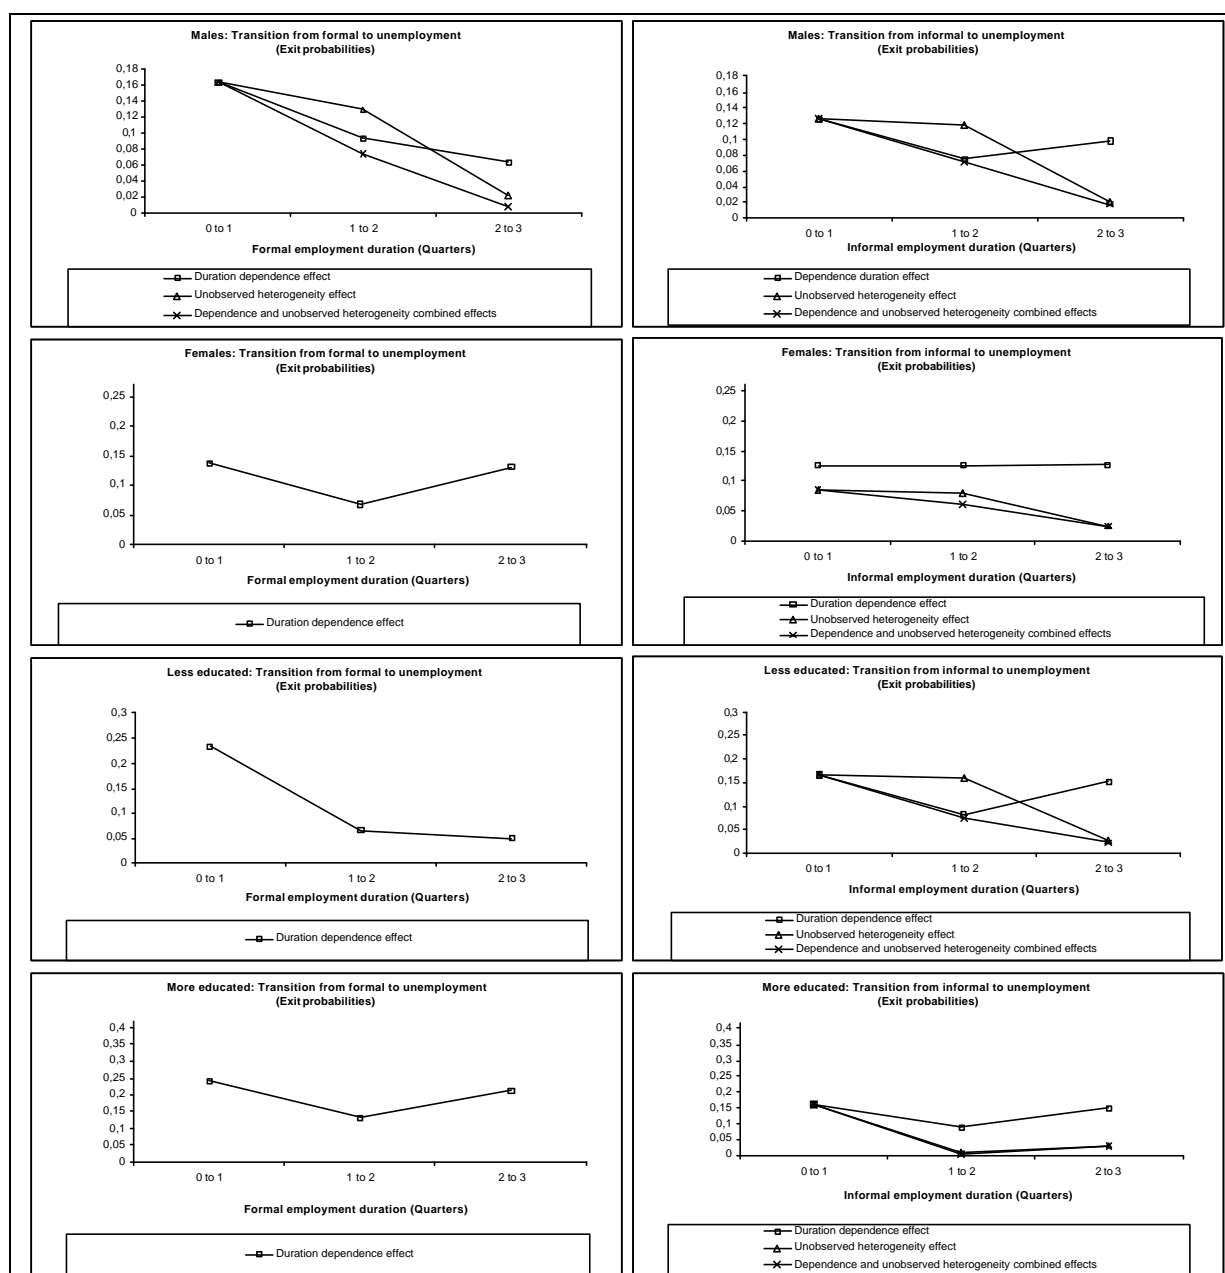 Males: Transition from formal to unemployment
(Exit probabilities)
0,18
0,16
0,14
0,12
0,1
0,08
0,06
0,04
0,02
0
0 to 1
1 to 2
2 to 3
Formal employment duration (Quarters)
Duration dependence effect
Unobserved heterogeneity effect
Dependence and unobserved heterogeneity combined effects
Males: Transition from informal to unemployment
(Exit probabilities)
0,18
0,16
0,14
0,12
0,10
0,08
0,06
0,04
0,02
0
0 to 1
1 to 2
2 to 3
Informal employment duration (Quarters)
Dependence duration effect
Unobserved heterogeneity effect
Dependence and unobserved heterogeneity combined effects
Females: Transition from formal to unemployment
(Exit probabilities)
0,25
0,2
0,15
0,1
0,05
0
0 to 1
1 to 2
2 to 3
Formal employment duration (Quarters)
Duration dependence effect
Females: Transition from informal to unemployment
(Exit probabilities)
0,25
0,2
0,15
0,1
0,05
0
0 to 1
1 to 2
2 to 3
Informal employment duration (Quarters)
Duration dependence effect
Unobserved heterogeneity effect
Dependence and unobserved heterogeneity combined effects
Less educated: Transition from formal to unemployment
(Exit probabilities)
0,3
0,25
0,2
0,15
0,1
0,05
0
0 to 1
1 to 2
2 to 3
Formal employment duration (Quarters)
Duration dependence effect
Less educated: Transition from informal to unemployment
(Exit probabilities)
0,3
0,25
0,2
0,15
0,1
0,05
0
0 to 1
1 to 2
2 to 3
Informal employment duration (Quarters)
Duration dependence effect
Unobserved heterogeneity effect
Dependence and unobserved heterogeneity combined effects
More educated: Transition from formal to unemployment
(Exit probabilities)
0,4
0,35
0,3
0,25
0,2
0,15
0,1
0,05
0
0 to 1
1 to 2
2 to 3
Formal employment duration (Quarters)
Duration dependence effect
More educated: Transition from informal to unemployment
(Exit probabilities)
0,4
0,35
0,3
0,25
0,2
0,15
0,1
0,05
0
0 to 1
1 to 2
2 to 3
Informal employment duration (Quarters)
Duration dependence effect
Unobserved heterogeneity effect
Dependence and unobserved heterogeneity combined effects